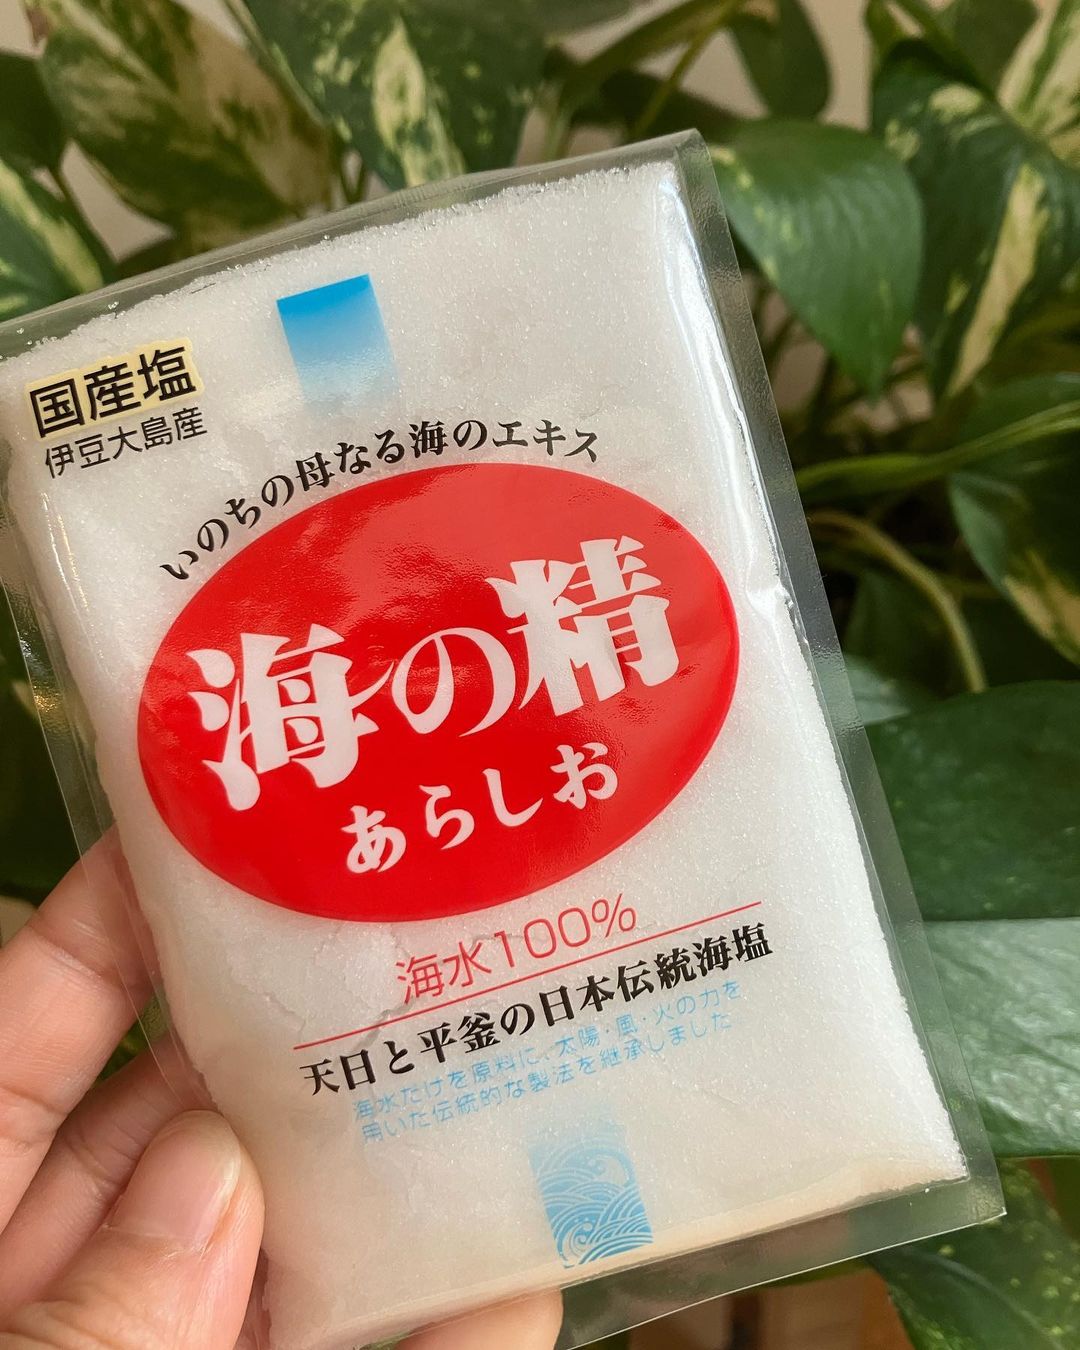 国産塩
伊豆大島産
いのちの母なる海のエキス
海の精
あらしお
海水100%
天日と平釜の日本伝統海塩
海水だけを原料に、太陽・風・火の力を
用いた伝統的な製法を継承しました